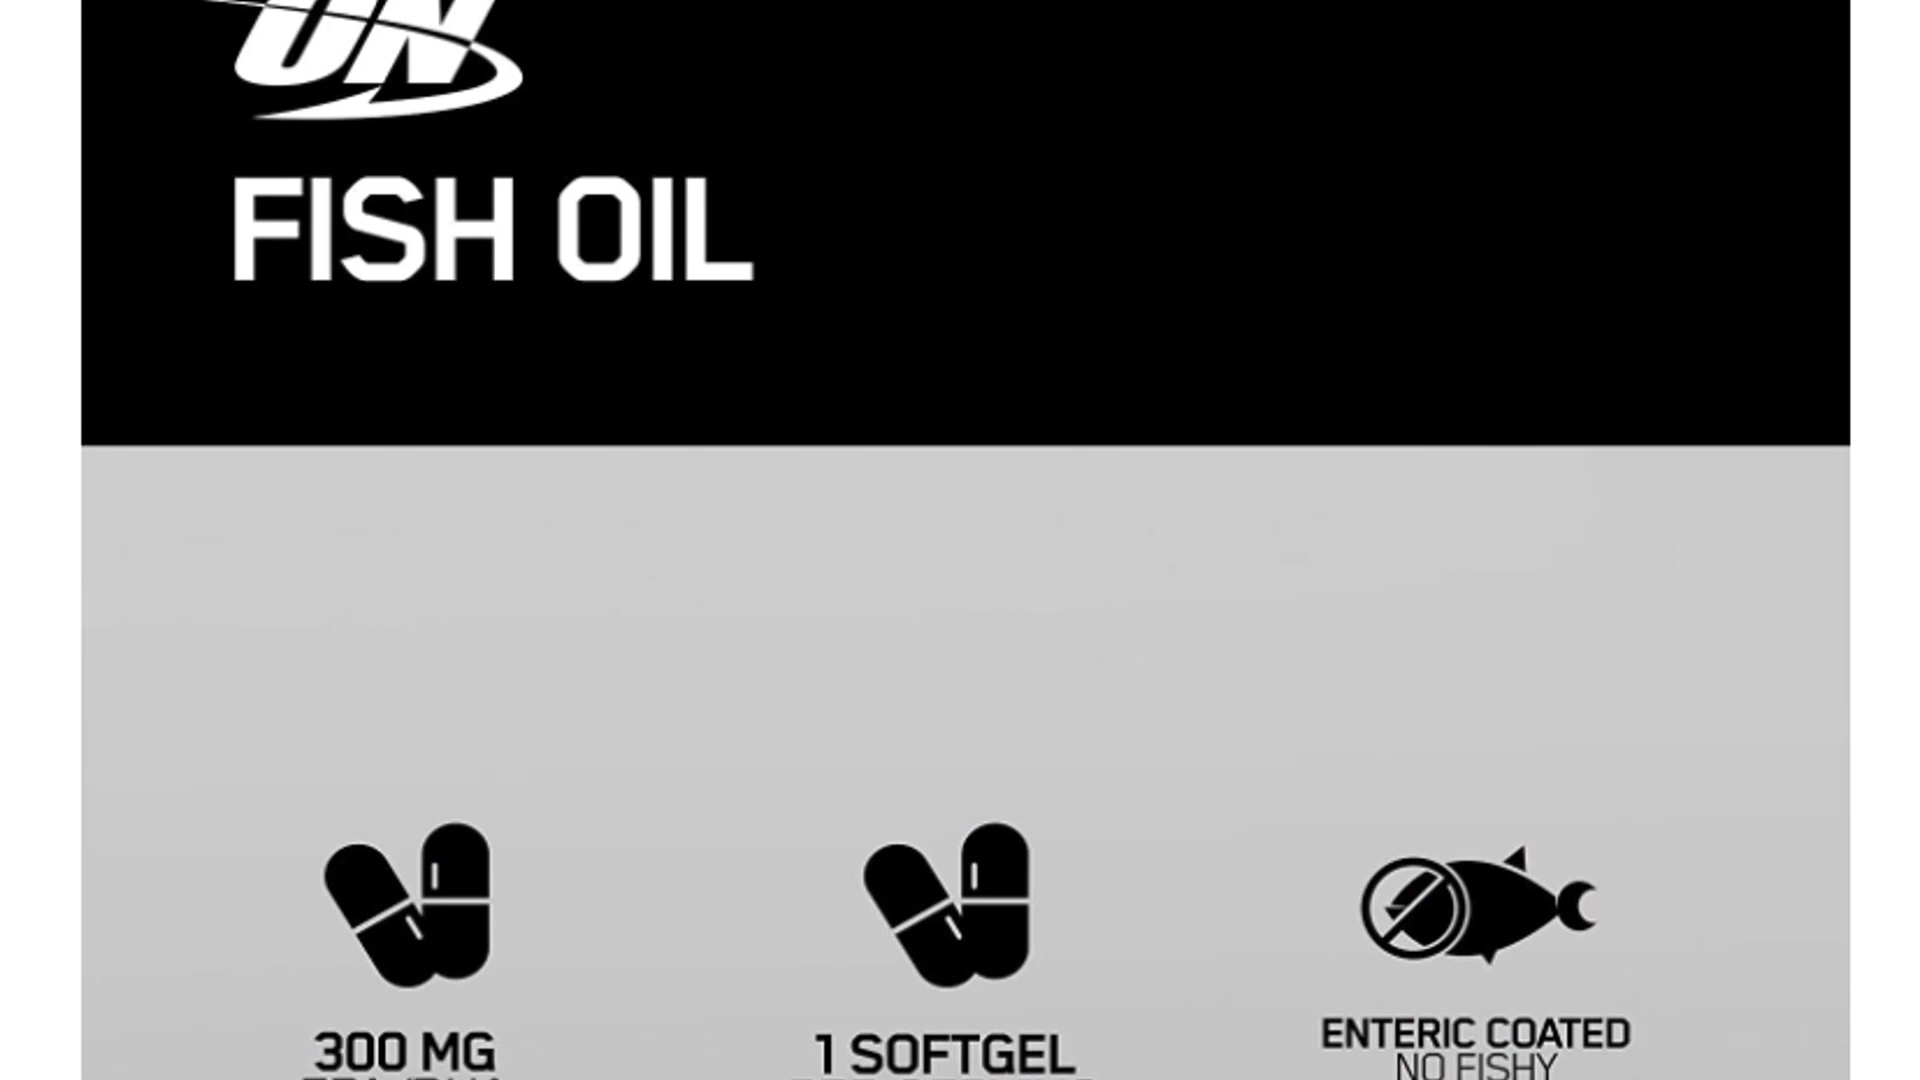 ON
FISH OIL
300 MG
1 SOFTGEL
ENTERIC COATED
NO FISHY